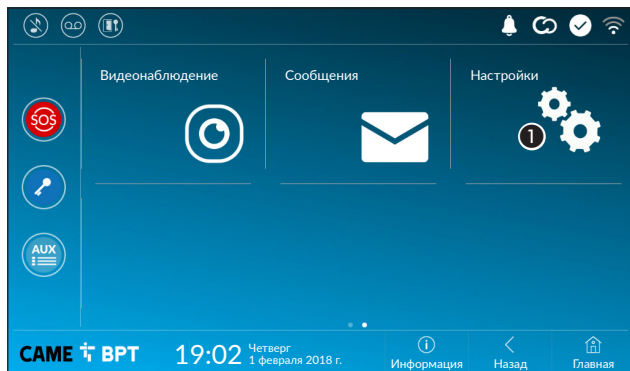 Видеонаблюдение
Сообщения
Настройки
1
SOS
AUX
CAME BPT
19:02
Четверг
1 февраля 2018 г.
Информация
Назад
Главная